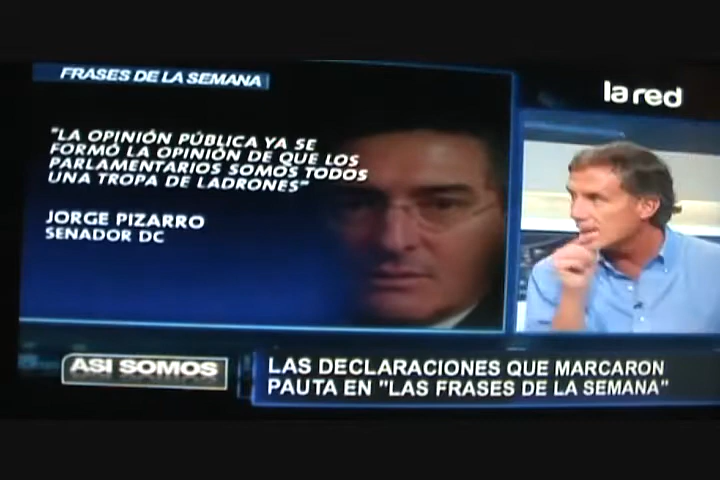 FRASES DE LA SEMANA
la red
"LA OPINIÓN PÚBLICA YA SE
FORMÓ LA OPINIÓN DE QUE LOS
PARLAMENTARIOS SOMOS TODOS
UNA TROPA DE LADRONES"
JORGE PIZARRO
SENADOR DC
ASI SOMOS
LAS DECLARACIONES QUE MARCARON
PAUTA EN "LAS FRASES DE LA SEMANA"